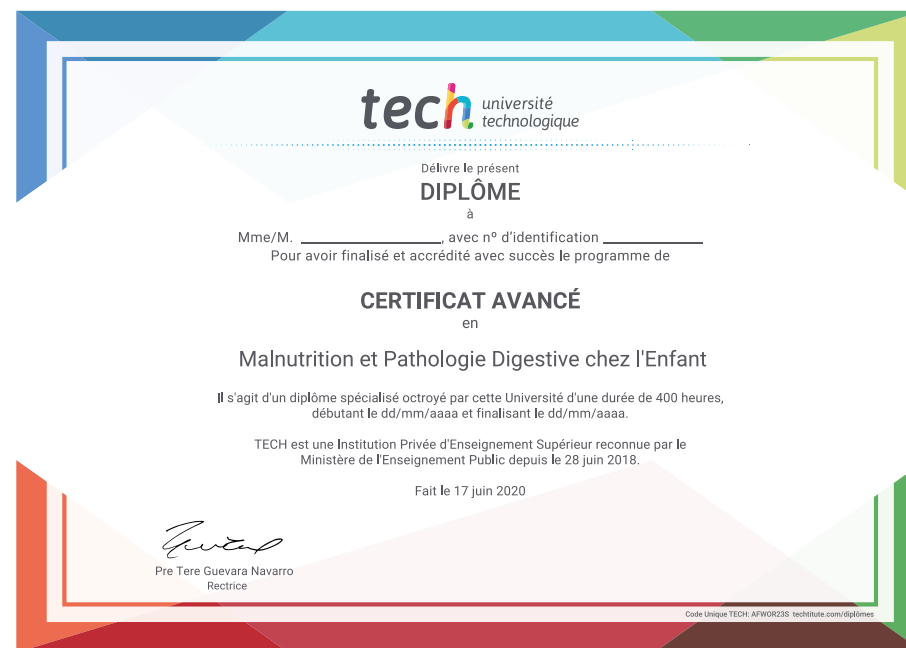 tech université
technologique
Délivre le présent
DIPLÔME
à
Mme/M. ____________________, avec nº d'identification ______________
Pour avoir finalisé et accrédité avec succès le programme de
CERTIFICAT AVANCÉ
en
Malnutrition et Pathologie Digestive chez l'Enfant
Il s'agit d'un diplôme spécialisé octroyé par cette Université d'une durée de 400 heures,
débutant le dd/mm/aaaa et finalisant le dd/mm/aaaa.
TECH est une Institution Privée d'Enseignement Supérieur reconnue par le
Ministère de l'Enseignement Public depuis le 28 juin 2018.
Fait le 17 juin 2020
Pre Tere Guevara Navarro
Rectrice
Code Unique TECH: AFWOR23S techtitute.com/diplômes